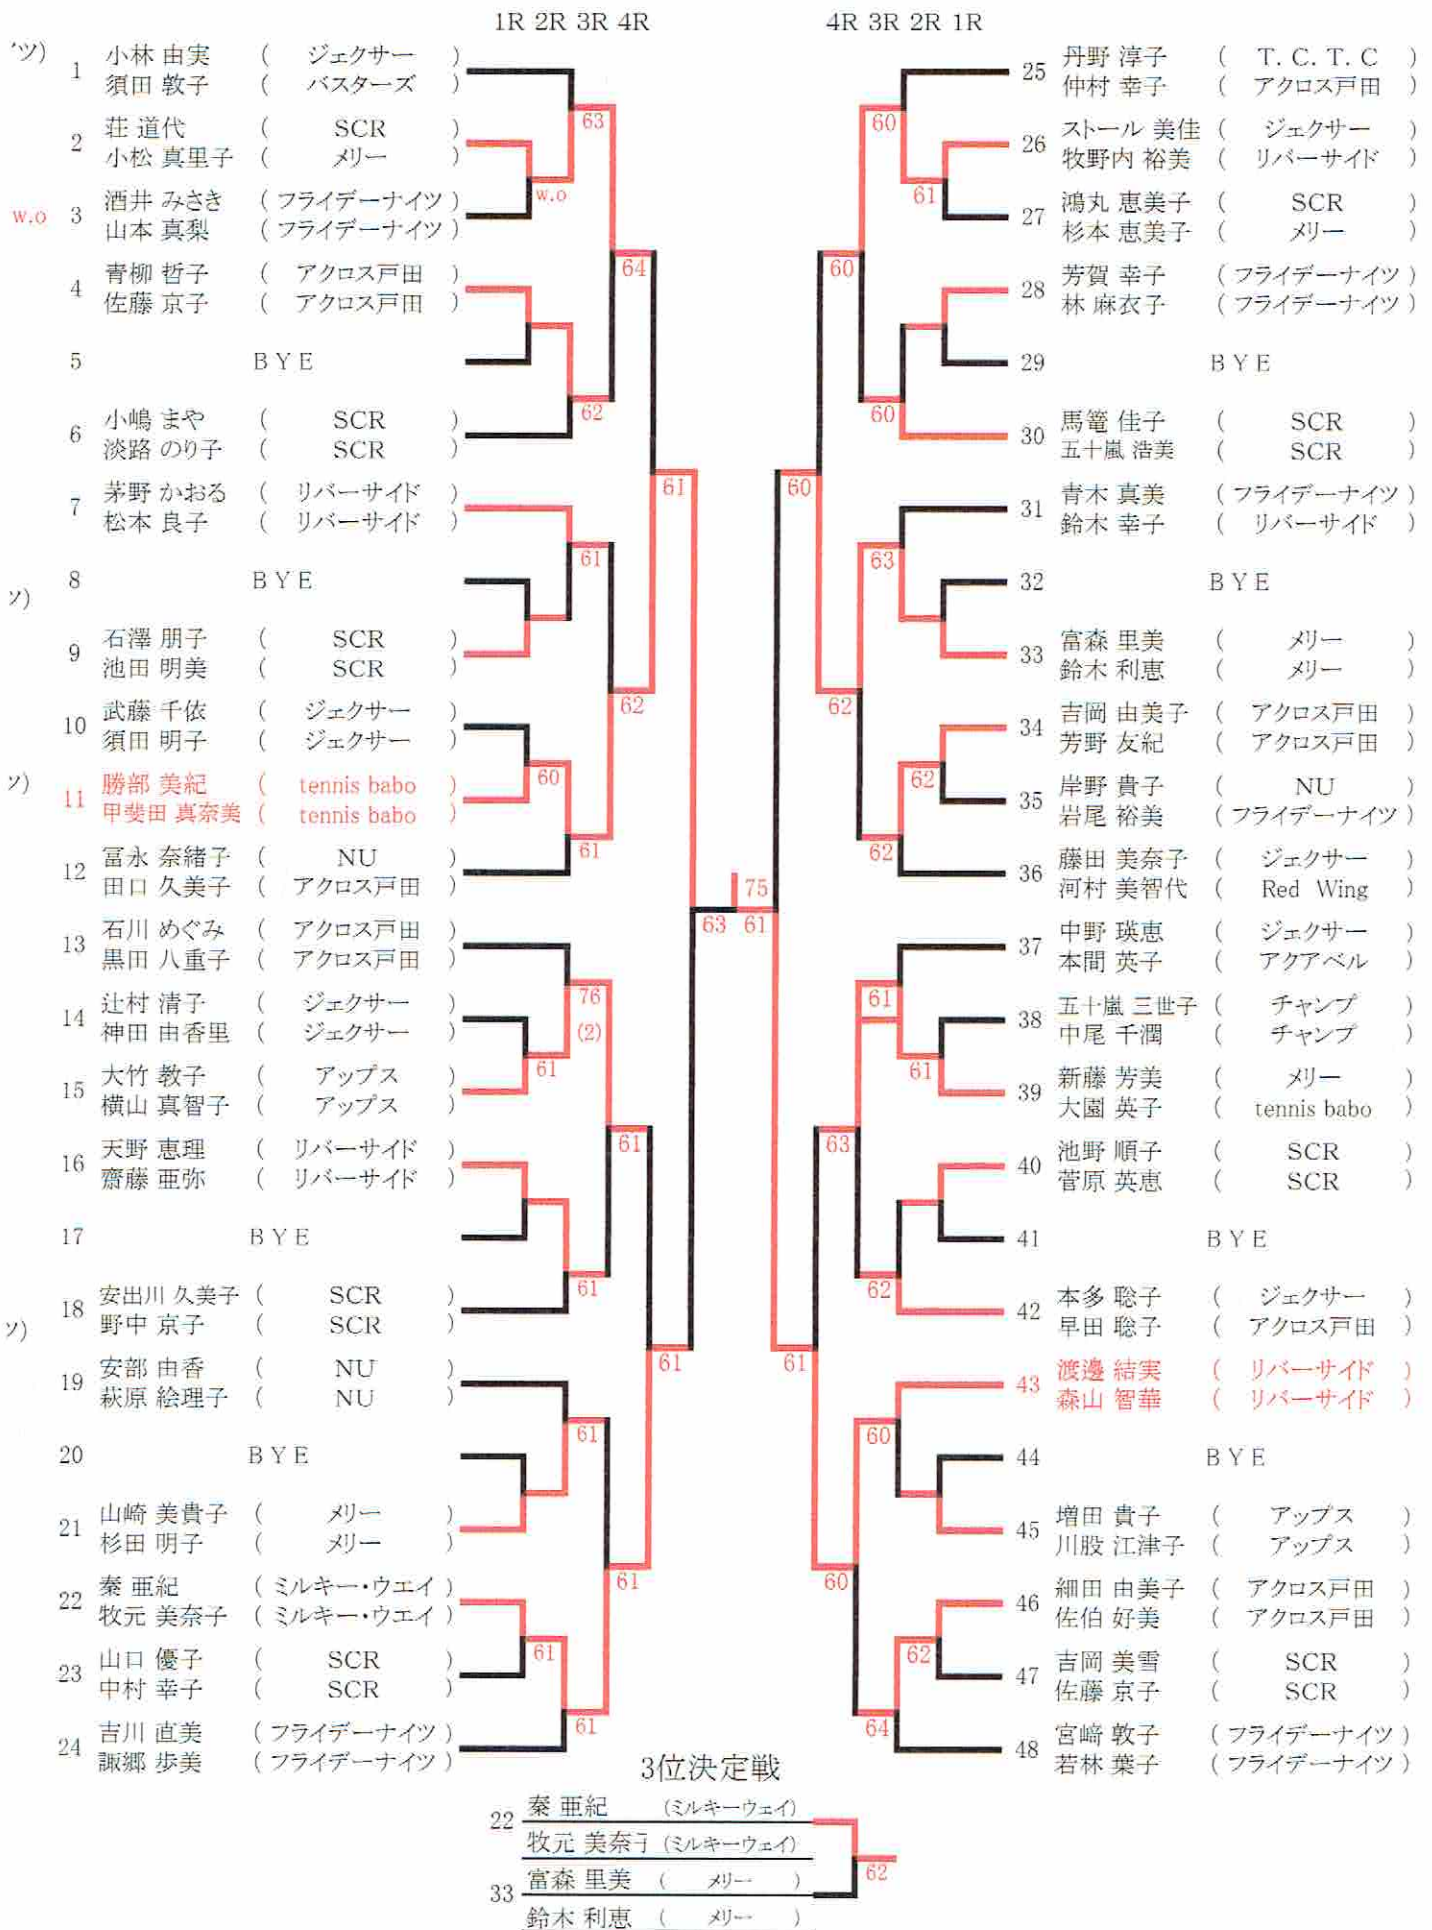 1R 2R 3R 4R
4R 3R 2R 1R
ツ)
1 小林 由実 ( ジェクサー )
須田 敦子 ( バスターズ )
2 荘 道代 ( SCR )
小松 真里子 ( メリー )
w.o 3 酒井 みさき ( フライデーナイツ )
山本 真梨 ( フライデーナイツ )
4 青柳 哲子 ( アクロス戸田 )
佐藤 京子 ( アクロス戸田 )
5 BYE
6 小嶋 まや ( SCR )
淡路 のり子 ( SCR )
7 茅野 かおる ( リバーサイド )
松本 良子 ( リバーサイド )
8 BYE
ツ)
9 石澤 朋子 ( SCR )
池田 明美 ( SCR )
10 武藤 千依 ( ジェクサー )
須田 明子 ( ジェクサー )
ツ)
11 勝部 美紀 ( tennis babo )
甲斐田 真奈美 ( tennis babo )
12 冨永 奈緒子 ( NU )
田口 久美子 ( アクロス戸田 )
13 石川 めぐみ ( アクロス戸田 )
黒田 八重子 ( アクロス戸田 )
14 辻村 清子 ( ジェクサー )
神田 由香里 ( ジェクサー )
15 大竹 教子 ( アップス )
横山 真智子 ( アップス )
16 天野 恵理 ( リバーサイド )
齋藤 亜弥 ( リバーサイド )
17 BYE
18 安出川 久美子 ( SCR )
野中 京子 ( SCR )
ツ)
19 安部 由香 ( NU )
萩原 絵理子 ( NU )
20 BYE
21 山崎 美貴子 ( メリー )
杉田 明子 ( メリー )
22 秦 亜紀 ( ミルキー・ウエイ )
牧元 美奈子 ( ミルキー・ウエイ )
23 山口 優子 ( SCR )
中村 幸子 ( SCR )
24 吉川 直美 ( フライデーナイツ )
諏郷 歩美 ( フライデーナイツ )
63
w.o
64
62
61
61
62
60
61
63
76
(2)
61
61
61
61
61
61
61
61
75
61
60
61
60
60
60
63
62
62
62
61
61
63
62
61
60
60
62
64
25 丹野 淳子 ( T.C.T.C )
仲村 幸子 ( アクロス戸田 )
26 ストール 美佳 ( ジェクサー )
牧野内 裕美 ( リバーサイド )
27 鴻丸 恵美子 ( SCR )
杉本 恵美子 ( メリー )
28 芳賀 幸子 ( フライデーナイツ )
林 麻衣子 ( フライデーナイツ )
29 BYE
30 馬篭 佳子 ( SCR )
五十嵐 浩美 ( SCR )
31 青木 真美 ( フライデーナイツ )
鈴木 幸子 ( リバーサイド )
32 BYE
33 富森 里美 ( メリー )
鈴木 利恵 ( メリー )
34 吉岡 由美子 ( アクロス戸田 )
芳野 友紀 ( アクロス戸田 )
35 岸野 貴子 ( NU )
岩尾 裕美 ( フライデーナイツ )
36 藤田 美奈子 ( ジェクサー )
河村 美智代 ( Red Wing )
37 中野 瑛恵 ( ジェクサー )
本間 英子 ( アクアベル )
38 五十嵐 三世子 ( チャンプ )
中尾 千潤 ( チャンプ )
39 新藤 芳美 ( メリー )
大園 英子 ( tennis babo )
40 池野 順子 ( SCR )
菅原 英恵 ( SCR )
41 BYE
42 本多 聡子 ( ジェクサー )
早田 聡子 ( アクロス戸田 )
43 渡邊 結実 ( リバーサイド )
森山 智華 ( リバーサイド )
44 BYE
45 増田 貴子 ( アップス )
川股 江津子 ( アップス )
46 細田 由美子 ( アクロス戸田 )
佐伯 好美 ( アクロス戸田 )
47 吉岡 美雪 ( SCR )
佐藤 京子 ( SCR )
48 宮﨑 敦子 ( フライデーナイツ )
若林 葉子 ( フライデーナイツ )
3位決定戦
22 秦 亜紀 (ミルキーウェイ)
牧元 美奈子 (ミルキーウェイ)
33 富森 里美 ( メリー )
鈴木 利恵 ( メリー )
62